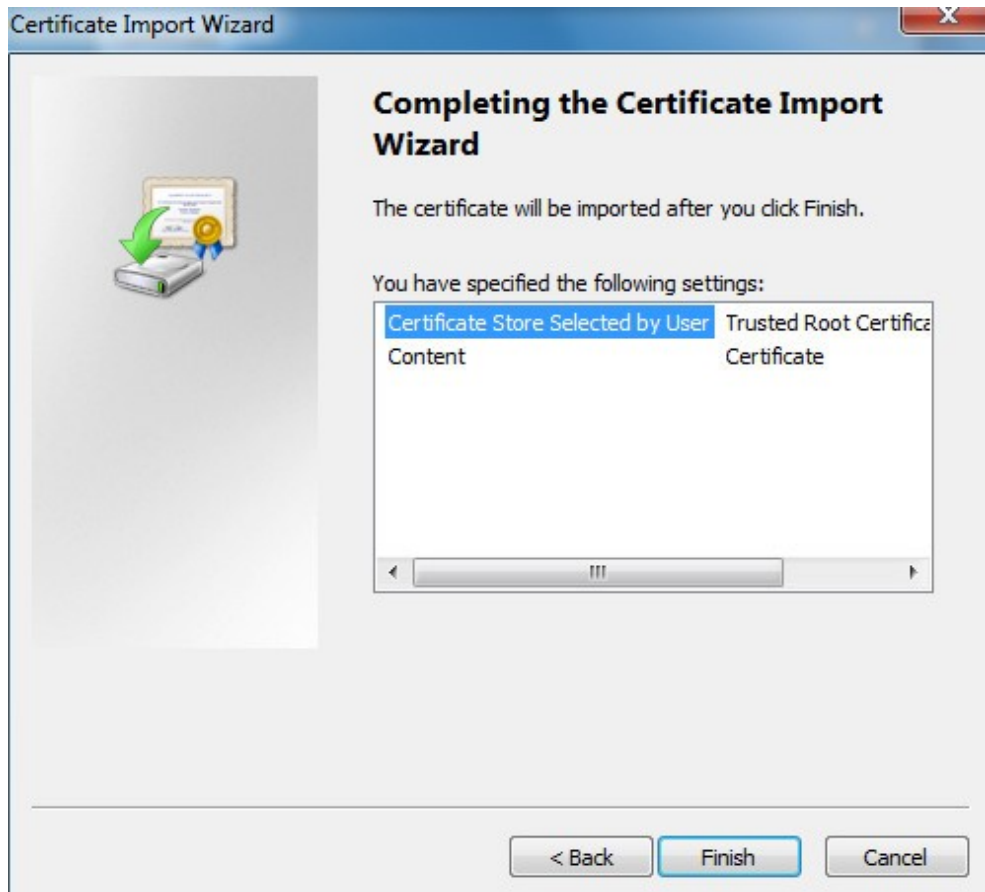 Certificate Import Wizard
X
Completing the Certificate Import
Wizard
The certificate will be imported after you click Finish.
You have specified the following settings:
Certificate Store Selected by User Trusted Root Certifica
Content Certificate
< Back Finish Cancel